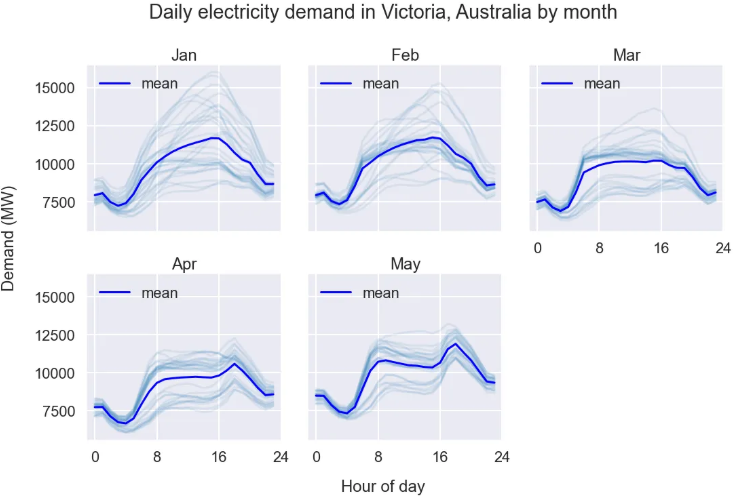 Daily electricity demand in Victoria, Australia by month
Jan
Feb
Mar
15000
12500
10000
7500
mean
mean
mean
0 8 16 24
Demand (MW)
Apr
May
15000
12500
10000
7500
mean
mean
0 8 16 24
0 8 16 24
Hour of day